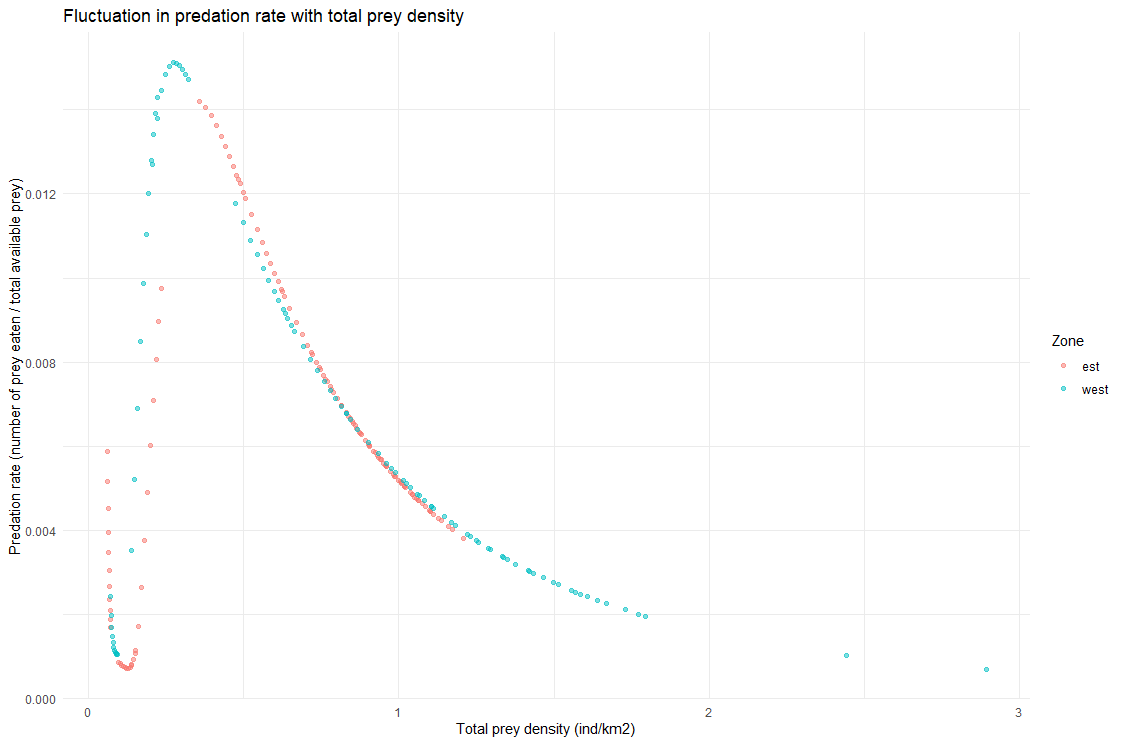 Fluctuation in predation rate with total prey density
Predation rate (number of prey eaten / total available prey)
0.012
0.008
0.004
0.000
0
1
2
3
Total prey density (ind/km2)
Zone
est
west